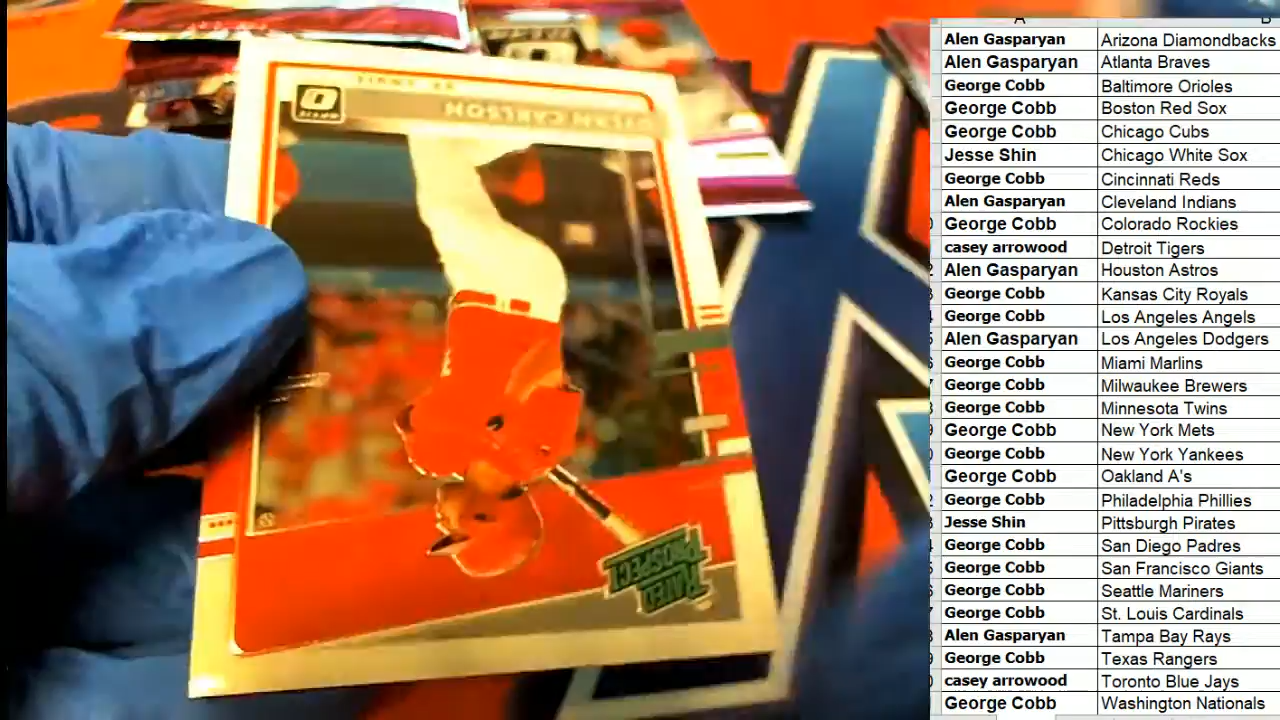 A B
Alen Gasparyan Arizona Diamondbacks
Alen Gasparyan Atlanta Braves
George Cobb Baltimore Orioles
George Cobb Boston Red Sox
George Cobb Chicago Cubs
Jesse Shin Chicago White Sox
George Cobb Cincinnati Reds
Alen Gasparyan Cleveland Indians
George Cobb Colorado Rockies
casey arrowood Detroit Tigers
Alen Gasparyan Houston Astros
George Cobb Kansas City Royals
George Cobb Los Angeles Angels
Alen Gasparyan Los Angeles Dodgers
George Cobb Miami Marlins
George Cobb Milwaukee Brewers
George Cobb Minnesota Twins
George Cobb New York Mets
George Cobb New York Yankees
George Cobb Oakland A's
George Cobb Philadelphia Phillies
Jesse Shin Pittsburgh Pirates
George Cobb San Diego Padres
George Cobb San Francisco Giants
George Cobb Seattle Mariners
George Cobb St. Louis Cardinals
Alen Gasparyan Tampa Bay Rays
George Cobb Texas Rangers
casey arrowood Toronto Blue Jays
George Cobb Washington Nationals
RATED
PROSPECT
DYLAN CARLSON
ST. LOUIS
OPTIC